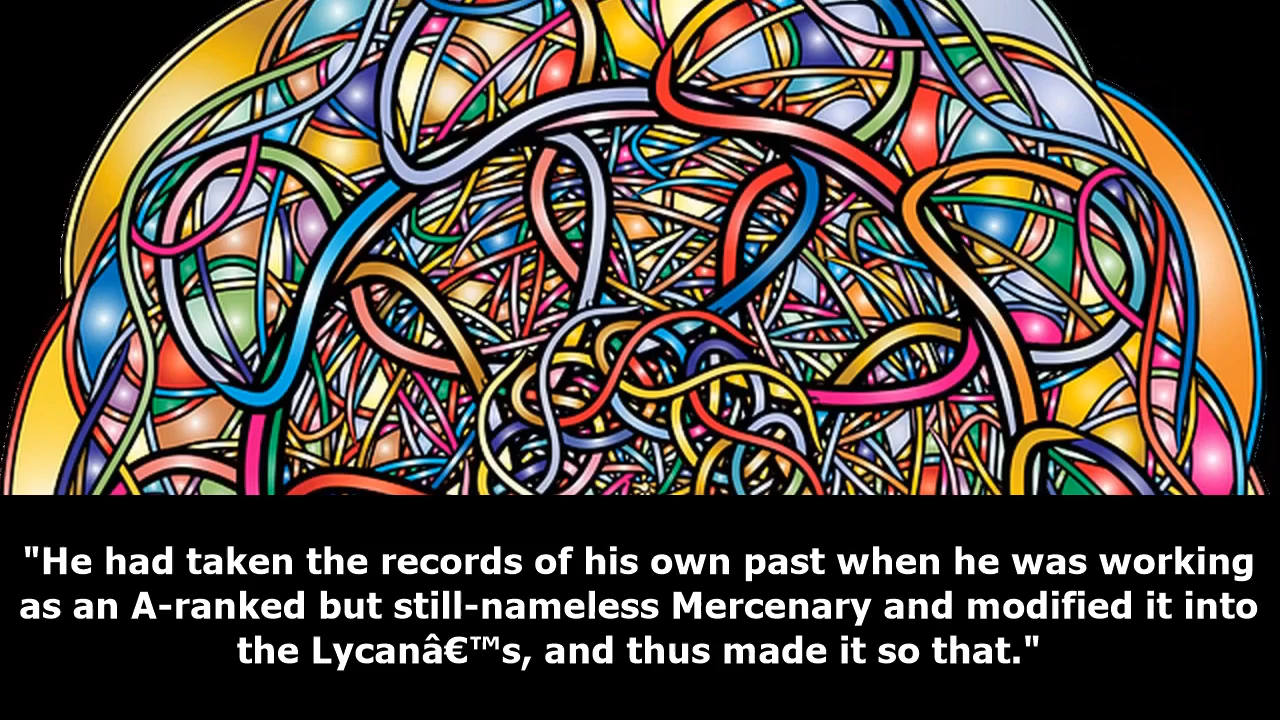 "He had taken the records of his own past when he was working
as an A-ranked but still-nameless Mercenary and modified it into
the Lycanâ€™s, and thus made it so that."